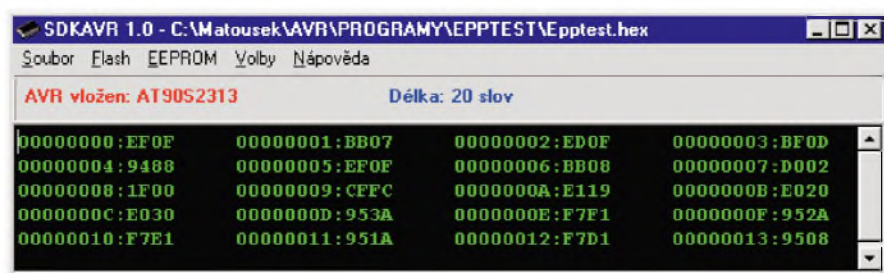 SDKAVR 1.0 - C:\Matousek\AVR\PROGRAMY\EPPTEST\Epptest.hex
Soubor Flash EEPROM Volby Nápověda
AVR vložen: AT90S2313 Délka: 20 slov
00000000:EF0F 00000001:BB07 00000002:ED0F 00000003:BF0D
00000004:9488 00000005:EF0F 00000006:BB08 00000007:D002
00000008:1F00 00000009:CFFC 0000000A:E119 0000000B:E020
0000000C:E030 0000000D:953A 0000000E:F7F1 0000000F:952A
00000010:F7E1 00000011:951A 00000012:F7D1 00000013:9508